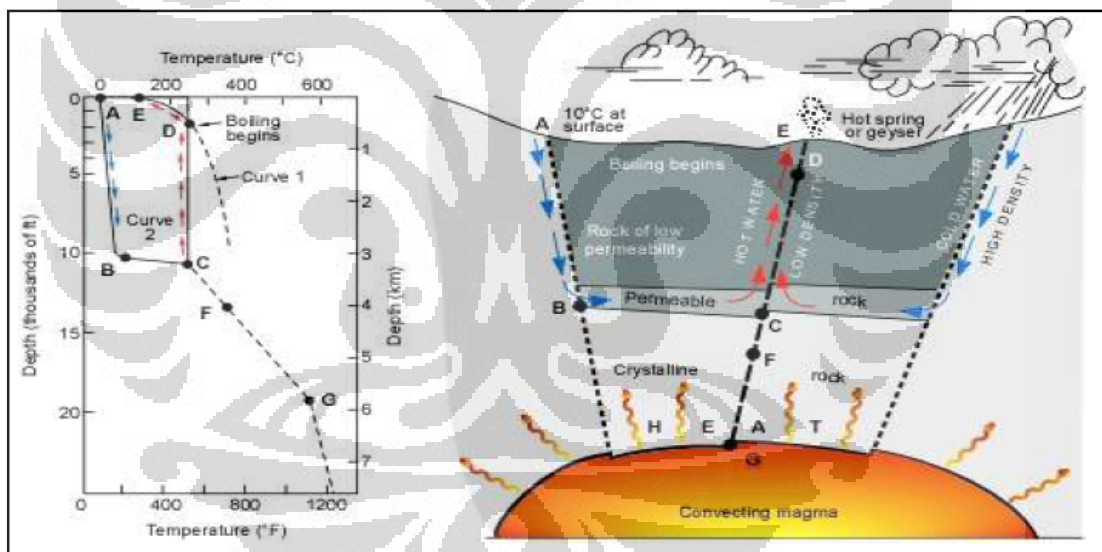 Temperature (°C)
0 200 400 600
0
5
10
15
20
Depth (thousands of ft)
A
E
D
Boiling
begins
Curve 1
Curve
2
B
C
F
G
1
2
3
4
5
6
7
Depth (km)
0 400 800 1200
Temperature (°F)
A
10°C at
surface
E
Hot spring
or geyser
Boiling begins
D
Rock of low
permeability
HOT WATER
LOW DENSITY
COLD WATER
HIGH DENSITY
B
Permeable
rock
C
F
Crystalline
rock
H E A T
G
Convecting magma